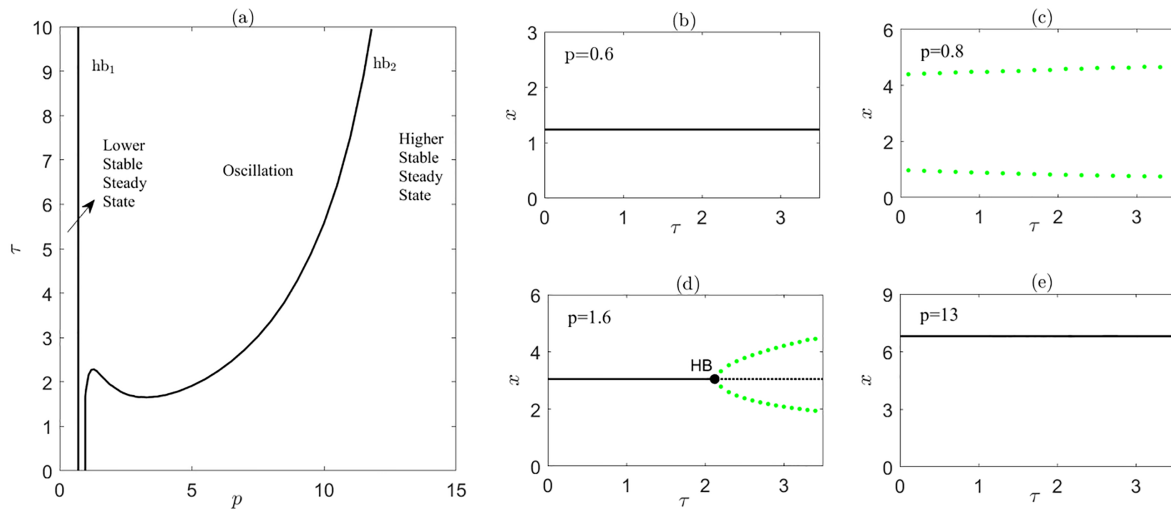 (a)
10
9
8
7
6
5
4
3
2
1
0
τ
0
5
10
15
p
hb₁
hb₂
Lower
Stable
Steady
State
Oscillation
Higher
Stable
Steady
State
(b)
3
2
1
0
x
p=0.6
0
1
2
3
τ
(c)
6
4
2
0
x
p=0.8
0
1
2
3
τ
(d)
6
4
2
0
x
p=1.6
HB
0
1
2
3
τ
(e)
9
6
3
0
x
p=13
0
1
2
3
τ